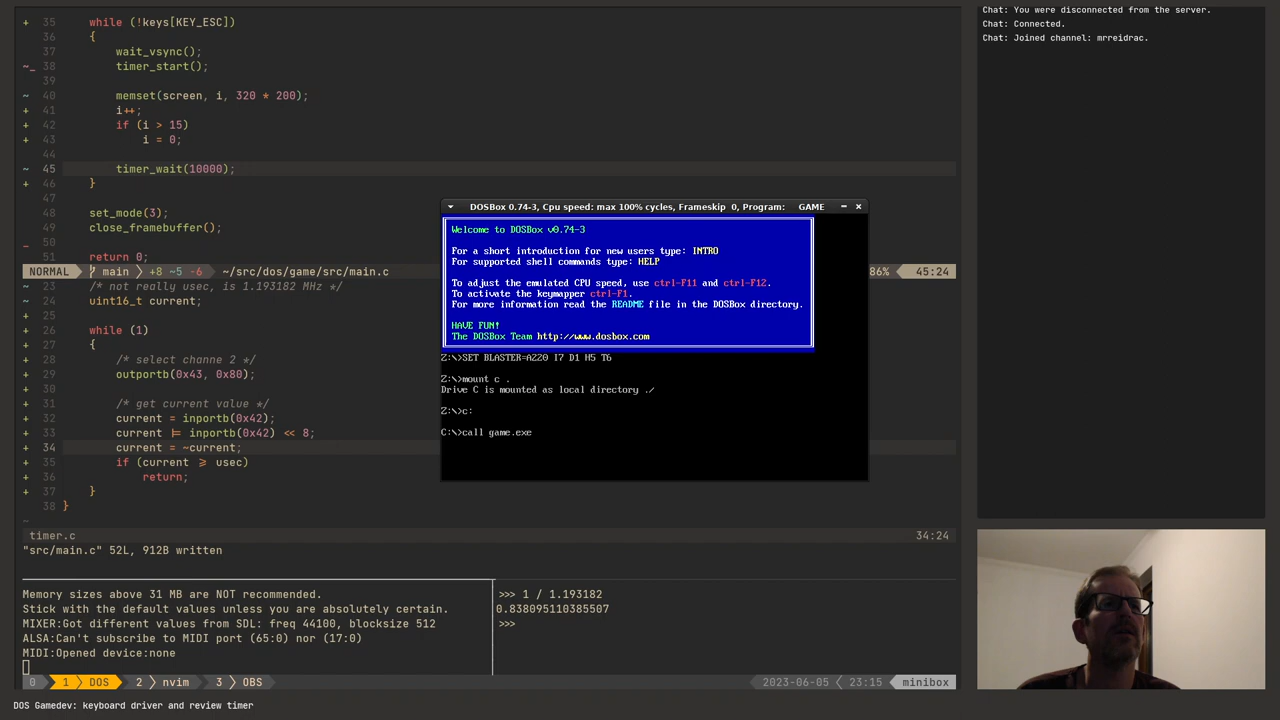 Chat: You were disconnected from the server.
Chat: Connected.
Chat: Joined channel: mrreidrac.
+ 35 while (!keys[KEY_ESC])
36 {
37 wait_vsync();
~_ 38 timer_start();
39
~ 40 memset(screen, i, 320 * 200);
+ 41 i++;
+ 42 if (i > 15)
+ 43 i = 0;
44
~ 45 timer_wait(10000);
+ 46 }
47
48 set_mode(3);
49 close_framebuffer();
_ 50
51 return 0;
NORMAL main +8 ~5 -6 ~/src/dos/game/src/main.c 86% 45:24
~ 23 /* not really usec, is 1.193182 MHz */
~ 24 uint16_t current;
+ 25
+ 26 while (1)
+ 27 {
+ 28 /* select channe 2 */
+ 29 outportb(0x43, 0x80);
+ 30
+ 31 /* get current value */
+ 32 current = inportb(0x42);
+ 33 current |= inportb(0x42) << 8;
+ 34 current = ~current;
+ 35 if (current >= usec)
+ 36 return;
+ 37 }
38 }
~
timer.c 34:24
"src/main.c" 52L, 912B written
DOSBox 0.74-3, Cpu speed: max 100% cycles, Frameskip 0, Program: GAME
Welcome to DOSBox v0.74-3
For a short introduction for new users type: INTRO
For supported shell commands type: HELP
To adjust the emulated CPU speed, use ctrl-F11 and ctrl-F12.
To activate the keymapper ctrl-F1.
For more information read the README file in the DOSBox directory.
HAVE FUN!
The DOSBox Team http://www.dosbox.com
Z:\>SET BLASTER=A220 I7 D1 H5 T6
Z:\>mount c .
Drive C is mounted as local directory ./
Z:\>c:
C:\>call game.exe
Memory sizes above 31 MB are NOT recommended.
Stick with the default values unless you are absolutely certain.
MIXER:Got different values from SDL: freq 44100, blocksize 512
ALSA:Can't subscribe to MIDI port (65:0) nor (17:0)
MIDI:Opened device:none
>>> 1 / 1.193182
0.838095110385507
>>>
0 1 DOS 2 nvim 3 OBS 2023-06-05 23:15 minibox
DOS Gamedev: keyboard driver and review timer